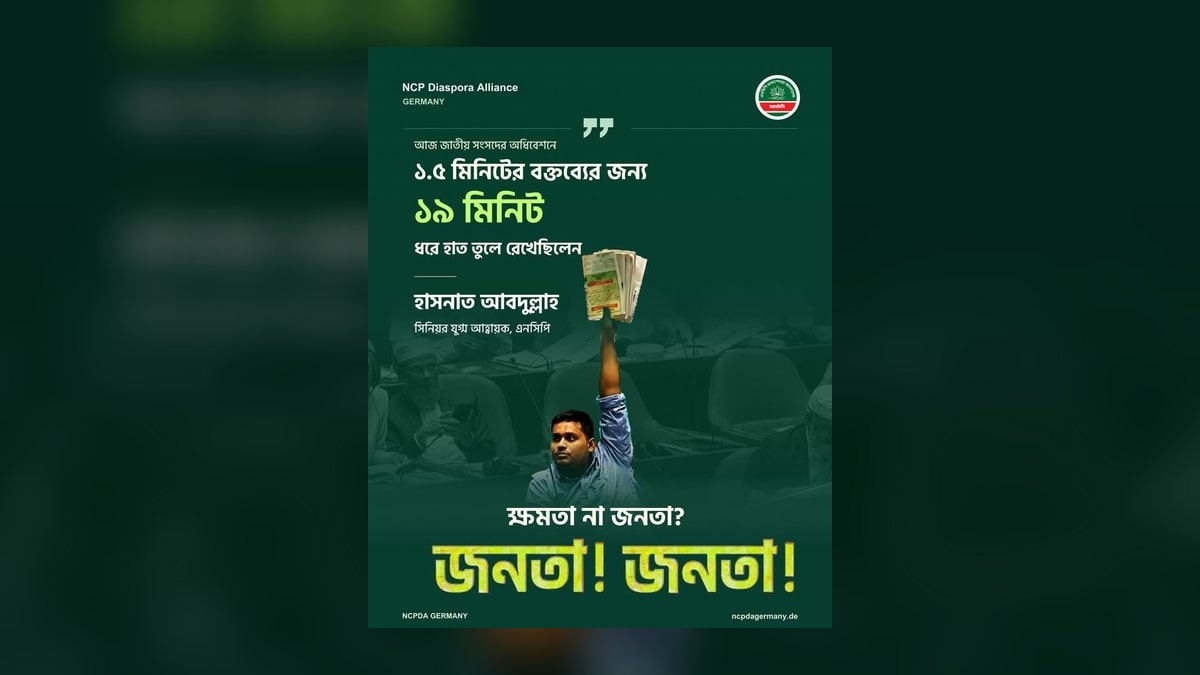 NCP Diaspora Alliance
GERMANY
আজ জাতীয় সংসদের অধিবেশনে
১.৫ মিনিটের বক্তব্যের জন্য
১৯ মিনিট
ধরে হাত তুলে রেখেছিলেন
হাসনাত আবদুল্লাহ
সিনিয়র যুগ্ম আহ্বায়ক, এনসিপি
ক্ষমতা না জনতা?
জনতা! জনতা!
NCPDA GERMANY
ncpdagermany.de